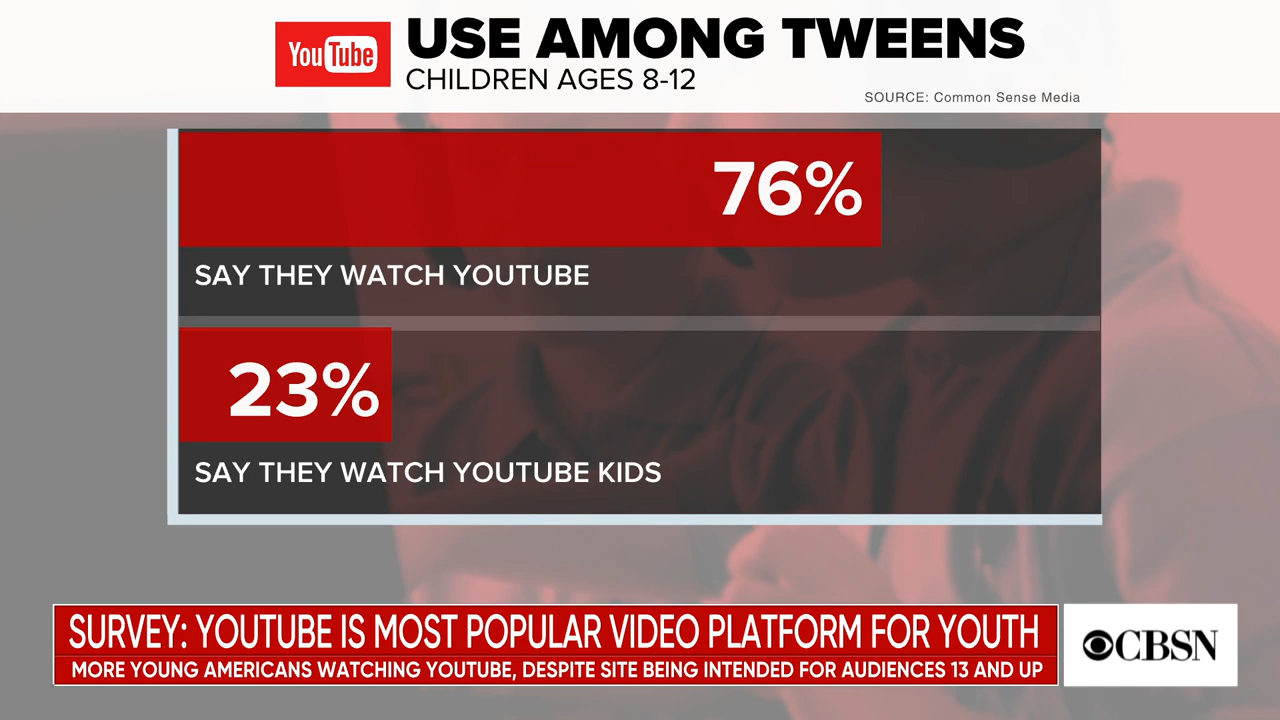 YouTube
USE AMONG TWEENS
CHILDREN AGES 8-12
SOURCE: Common Sense Media
76%
SAY THEY WATCH YOUTUBE
23%
SAY THEY WATCH YOUTUBE KIDS
SURVEY: YOUTUBE IS MOST POPULAR VIDEO PLATFORM FOR YOUTH
MORE YOUNG AMERICANS WATCHING YOUTUBE, DESPITE SITE BEING INTENDED FOR AUDIENCES 13 AND UP
CBSN